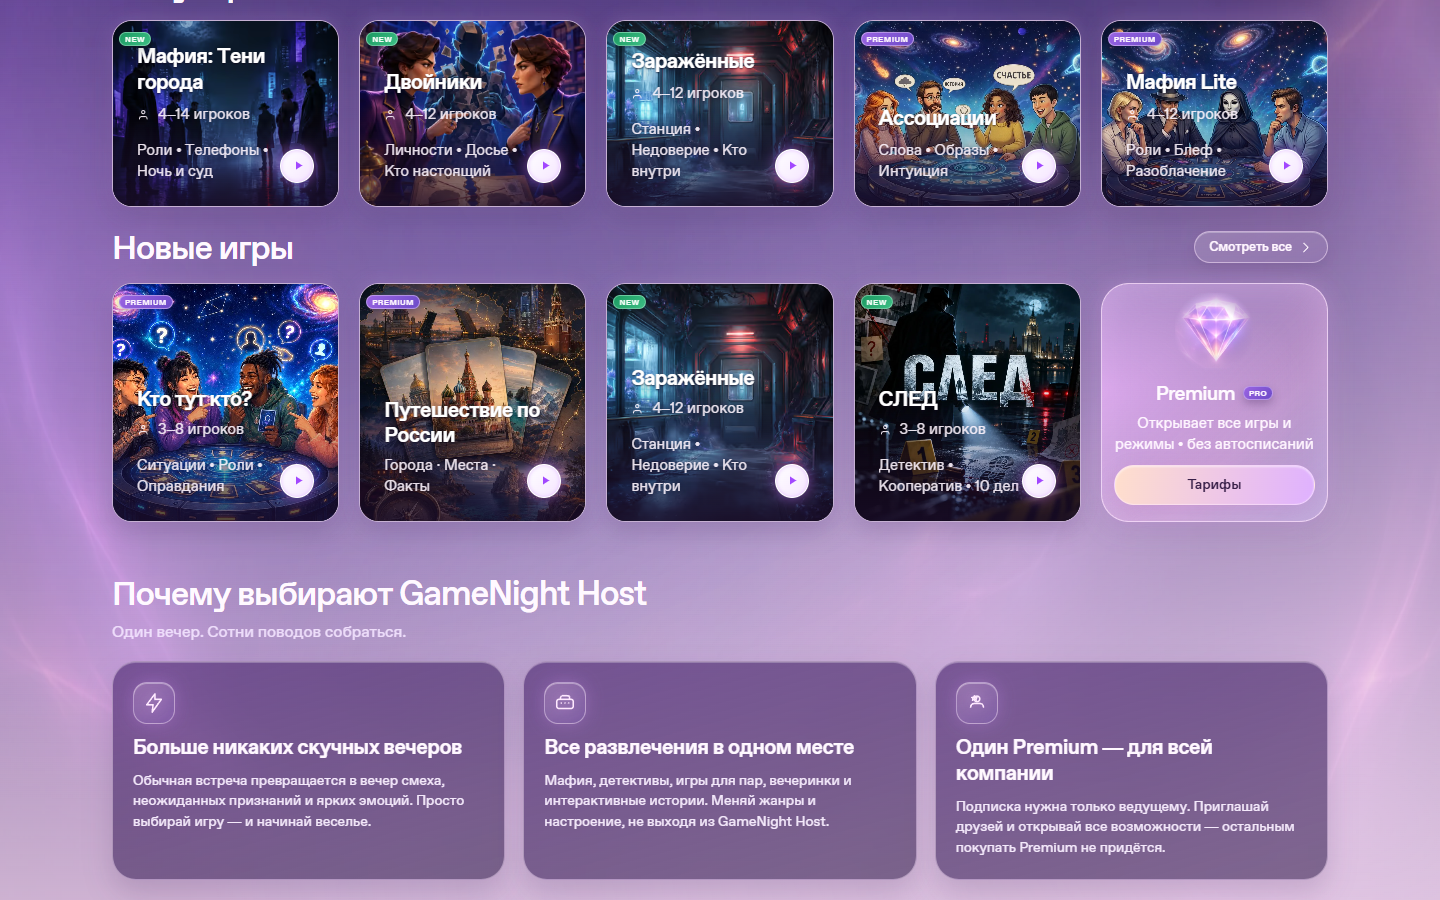 NEW
Мафия: Тени
города
4–14 игроков
Роли • Телефоны •
Ночь и суд
NEW
Двойники
4–12 игроков
Личности • Досье •
Кто настоящий
NEW
Заражённые
4–12 игроков
Станция •
Недоверие • Кто
внутри
PREMIUM
ИСТОРИЯ
СЧАСТЬЕ
Ассоциации
Слова • Образы •
Интуиция
PREMIUM
Мафия Lite
4–12 игроков
Роли • Блеф •
Разоблачение
Новые игры
Смотреть все
PREMIUM
?
?
?
Кто тут кто?
3–8 игроков
Ситуации • Роли •
Оправдания
PREMIUM
Путешествие по
России
Города · Места ·
Факты
NEW
Заражённые
4–12 игроков
Станция •
Недоверие • Кто
внутри
NEW
?
СЛЕД
СЛЕД
3–8 игроков
1
2
3
Детектив •
Кооператив • 10 дел
Premium PRO
Открывает все игры и
режимы • без автосписаний
Тарифы
Почему выбирают GameNight Host
Один вечер. Сотни поводов собраться.
Больше никаких скучных вечеров
Обычная встреча превращается в вечер смеха,
неожиданных признаний и ярких эмоций. Просто
выбирай игру — и начинай веселье.
Все развлечения в одном месте
Мафия, детективы, игры для пар, вечеринки и
интерактивные истории. Меняй жанры и
настроение, не выходя из GameNight Host.
Один Premium — для всей
компании
Подписка нужна только ведущему. Приглашай
друзей и открывай все возможности — остальным
покупать Premium не придётся.